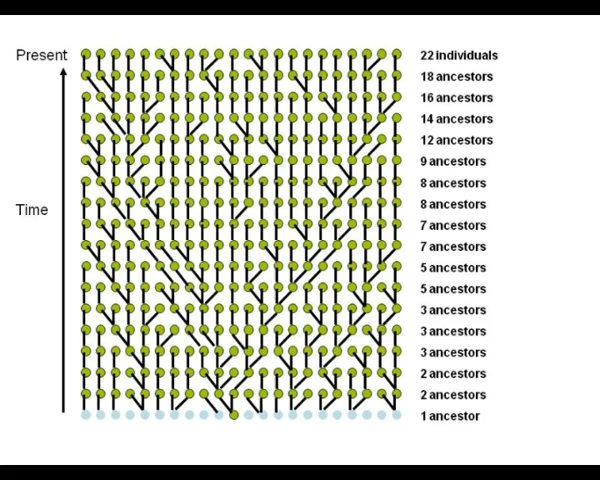 Present
22 individuals
18 ancestors
16 ancestors
14 ancestors
12 ancestors
9 ancestors
8 ancestors
Time
8 ancestors
7 ancestors
7 ancestors
5 ancestors
5 ancestors
3 ancestors
3 ancestors
3 ancestors
2 ancestors
2 ancestors
1 ancestor